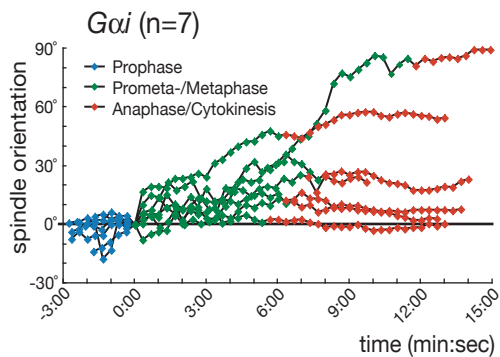 Gαi (n=7)
90°
60°
30°
0°
-30°
spindle orientation
Prophase
Prometa-/Metaphase
Anaphase/Cytokinesis
-3:00 0:00 3:00 6:00 9:00 12:00 15:00
time (min:sec)